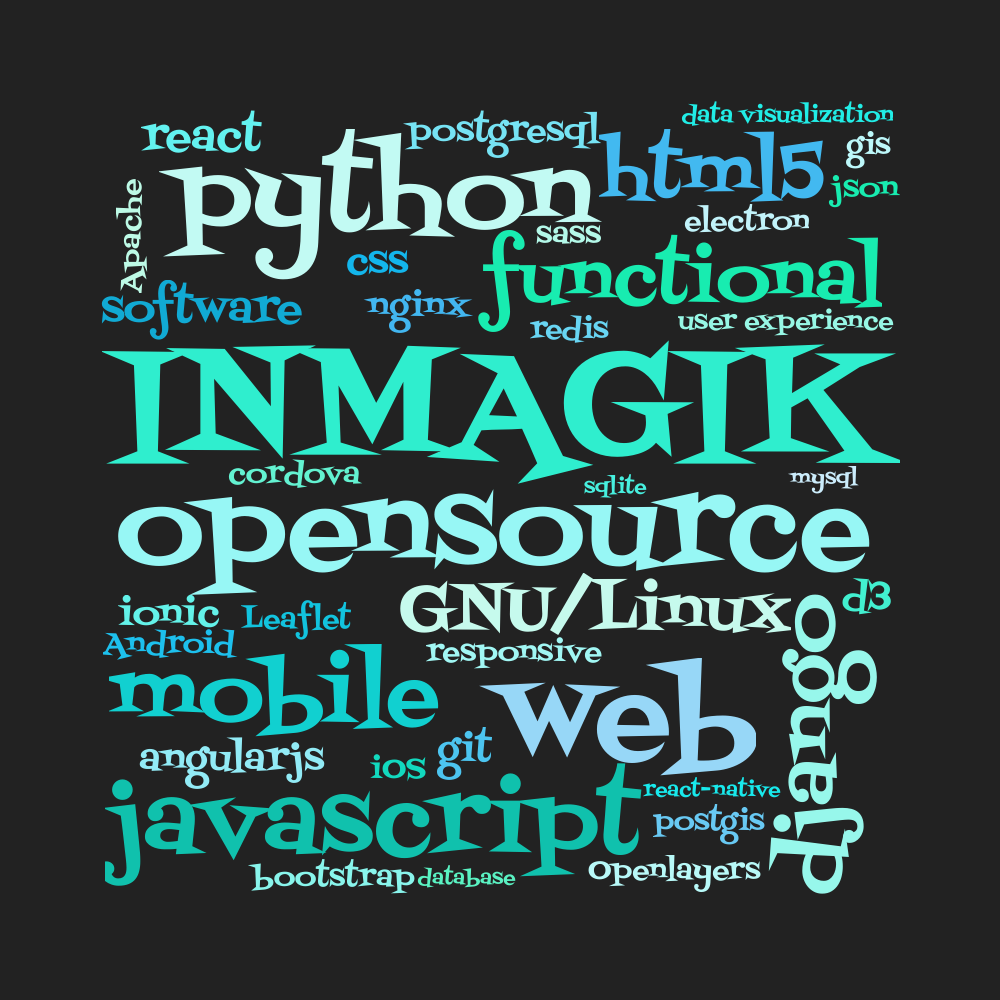 data visualization
react
postgresql
html5
gis
python
json
Apache
sass
electron
css
functional
software
nginx
redis
user experience
INMAGIK
cordova
sqlite
mysql
opensource
ionic
Leaflet
GNU/Linux
d3
Android
responsive
django
mobile
web
angularjs
ios
git
javascript
react-native
postgis
bootstrap
database
openlayers